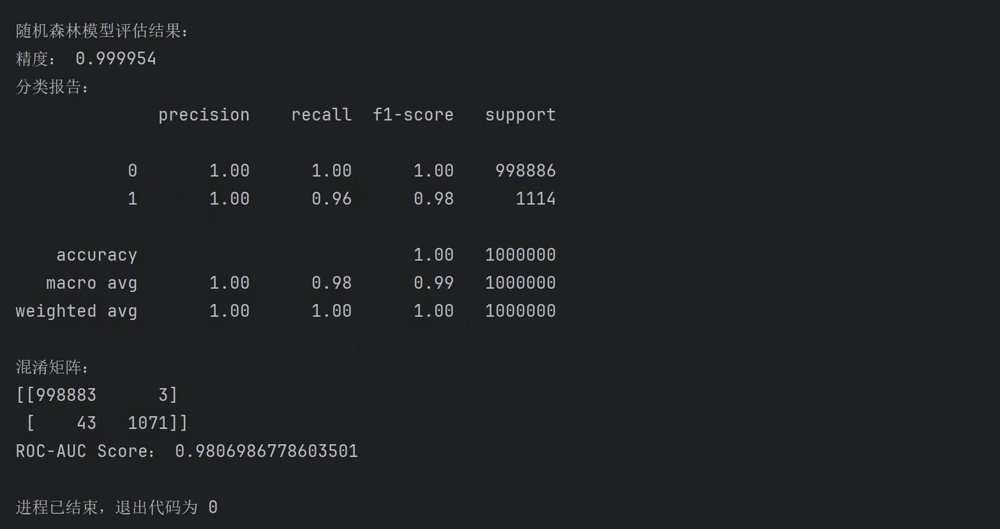 随机森林模型评估结果：
精度： 0.999954
分类报告：
              precision    recall  f1-score   support

           0       1.00      1.00      1.00    998886
           1       1.00      0.96      0.98      1114

    accuracy                           1.00   1000000
   macro avg       1.00      0.98      0.99   1000000
weighted avg       1.00      1.00      1.00   1000000

混淆矩阵：
[[998883      3]
 [    43   1071]]
ROC-AUC Score： 0.9806986778603501

进程已结束，退出代码为 0